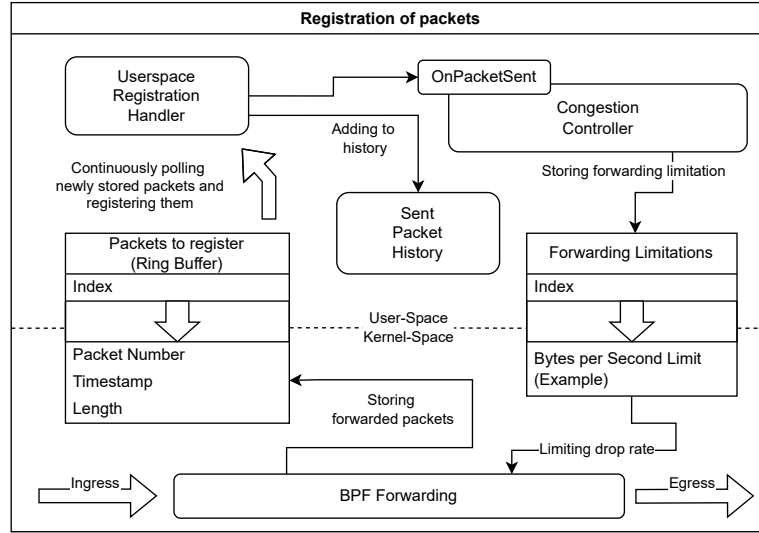 Registration of packets
Userspace
Registration
Handler
OnPacketSent
Congestion
Controller
Adding to
history
Continuously polling
newly stored packets and
registering them
Storing forwarding limitation
Sent
Packet
History
Packets to register
(Ring Buffer)
Index
Forwarding Limitations
Index
User-Space
Kernel-Space
Packet Number
Timestamp
Length
Bytes per Second Limit
(Example)
Storing
forwarded packets
Limiting drop rate
Ingress
BPF Forwarding
Egress